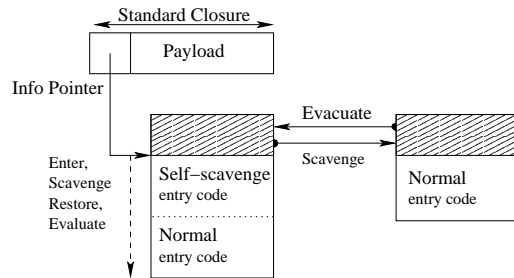 Standard Closure
Payload
Info Pointer
Evacuate
Scavenge
Enter,
Scavenge
Restore,
Evaluate
Self-scavenge
entry code
Normal
entry code
Normal
entry code